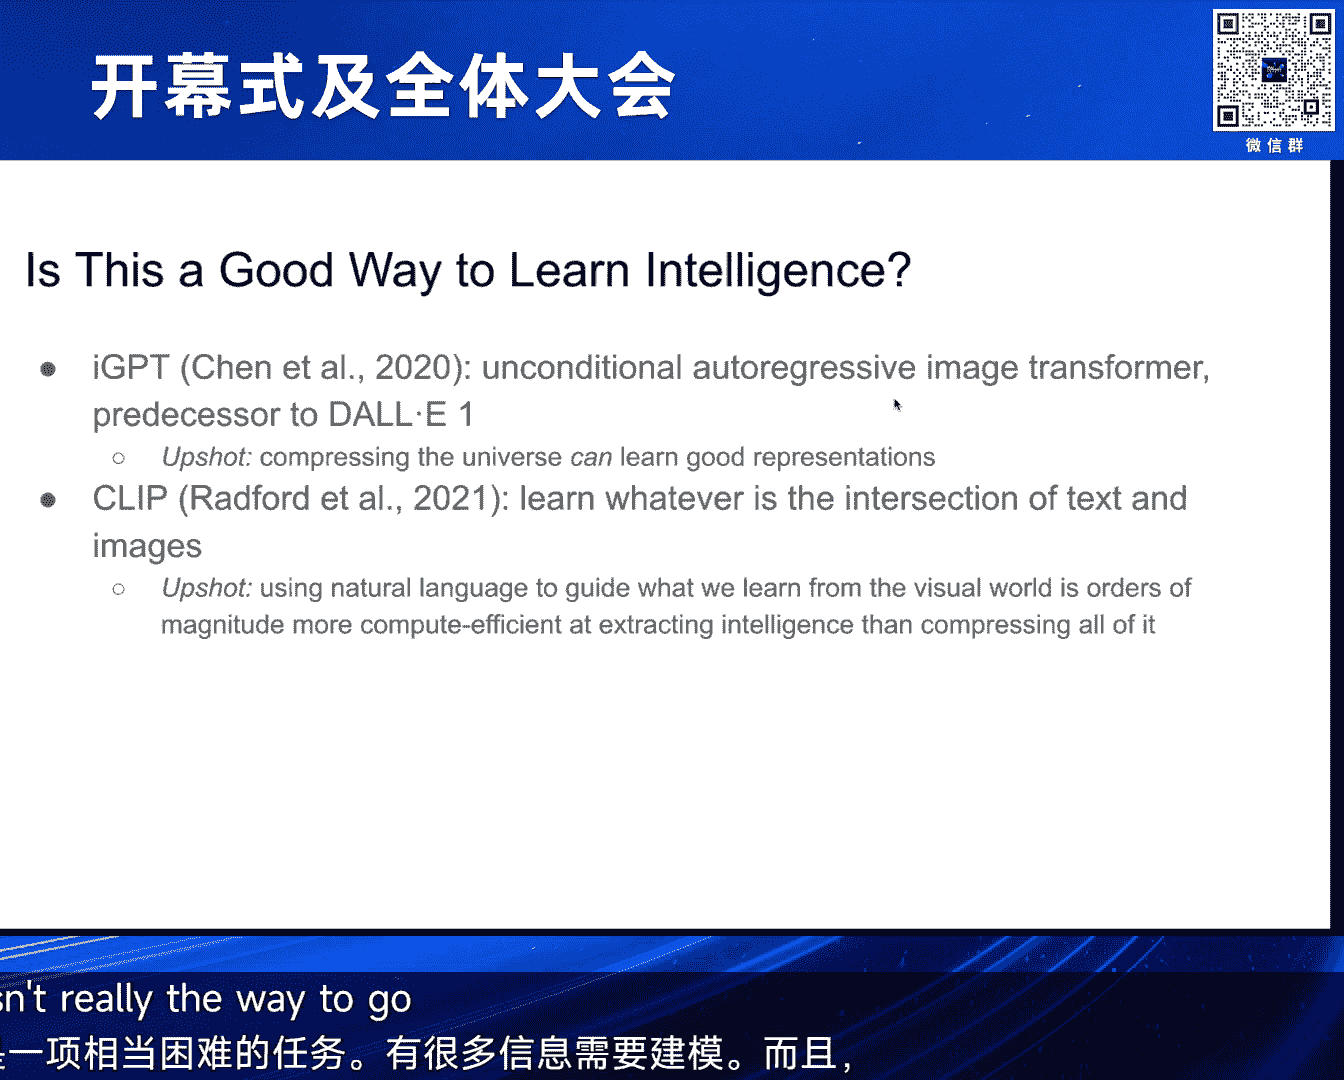 开幕式及全体大会
微信群
Is This a Good Way to Learn Intelligence?
● iGPT (Chen et al., 2020): unconditional autoregressive image transformer,
predecessor to DALL·E 1
○ Upshot: compressing the universe can learn good representations
● CLIP (Radford et al., 2021): learn whatever is the intersection of text and
images
○ Upshot: using natural language to guide what we learn from the visual world is orders of
magnitude more compute-efficient at extracting intelligence than compressing all of it
sn't really the way to go
一项相当困难的任务。有很多信息需要建模。而且，